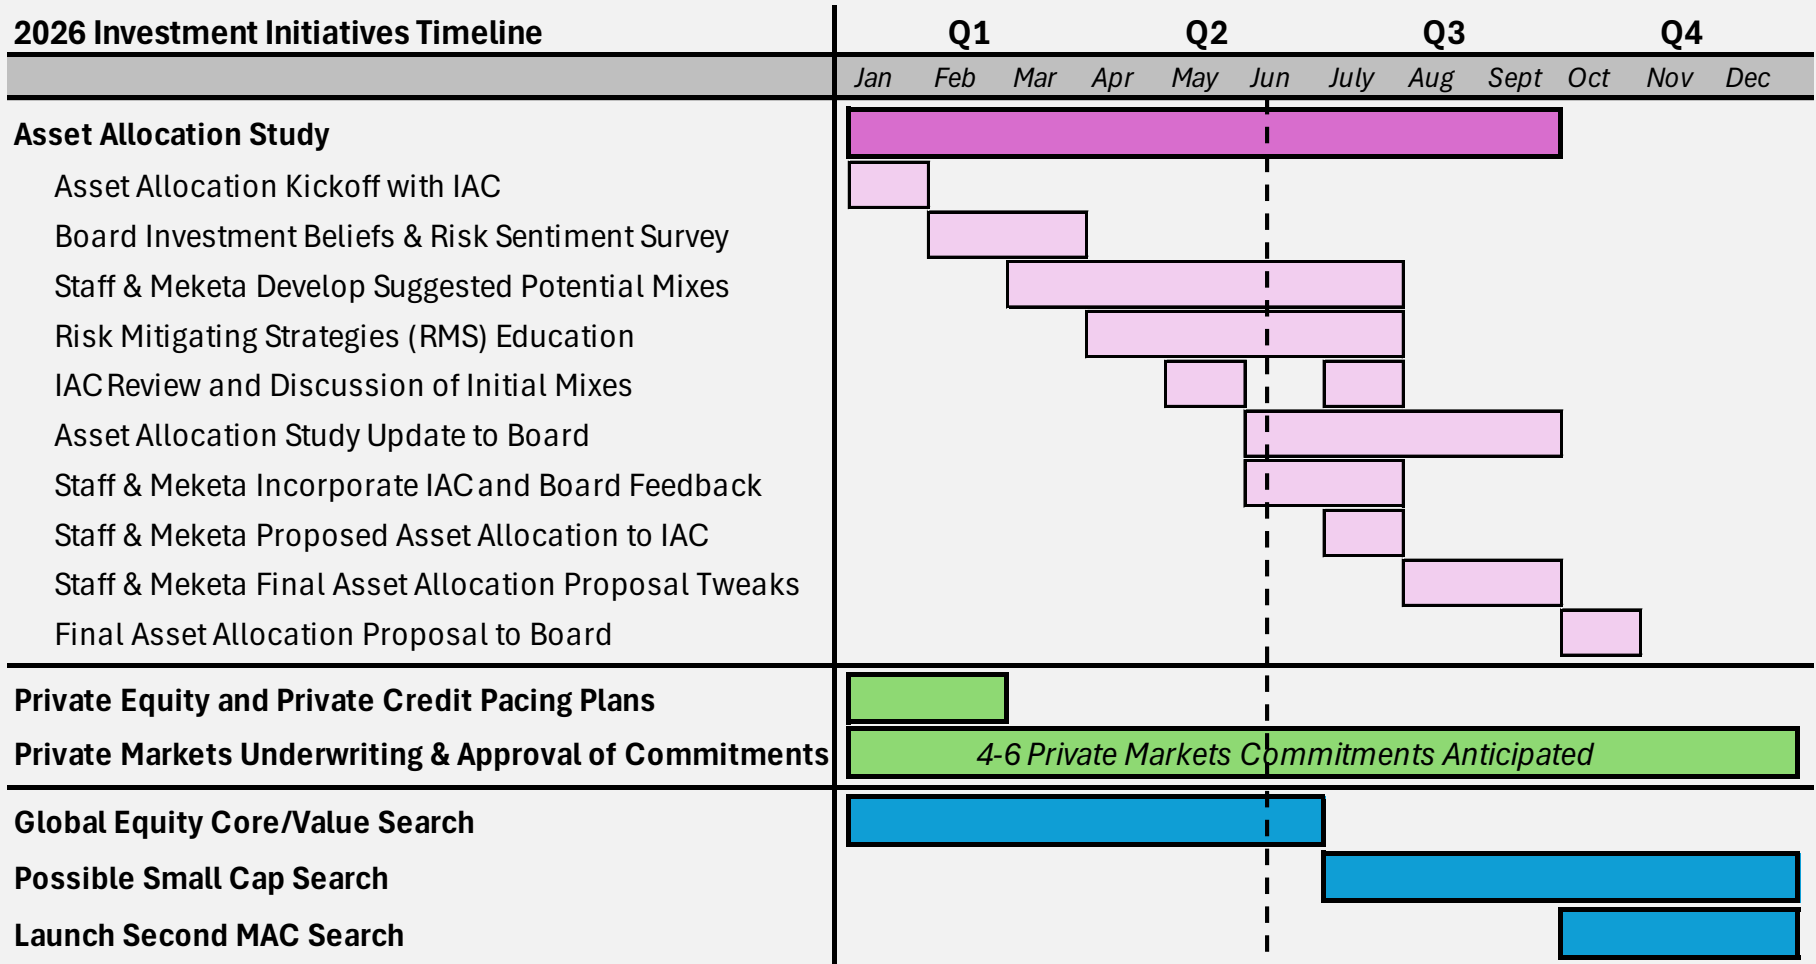 2026 Investment Initiatives Timeline Q1 Q2 Q3 Q4
Jan Feb Mar Apr May Jun July Aug Sept Oct Nov Dec
Asset Allocation Study
Asset Allocation Kickoff with IAC
Board Investment Beliefs & Risk Sentiment Survey
Staff & Meketa Develop Suggested Potential Mixes
Risk Mitigating Strategies (RMS) Education
IAC Review and Discussion of Initial Mixes
Asset Allocation Study Update to Board
Staff & Meketa Incorporate IAC and Board Feedback
Staff & Meketa Proposed Asset Allocation to IAC
Staff & Meketa Final Asset Allocation Proposal Tweaks
Final Asset Allocation Proposal to Board
Private Equity and Private Credit Pacing Plans
Private Markets Underwriting & Approval of Commitments 4-6 Private Markets Commitments Anticipated
Global Equity Core/Value Search
Possible Small Cap Search
Launch Second MAC Search